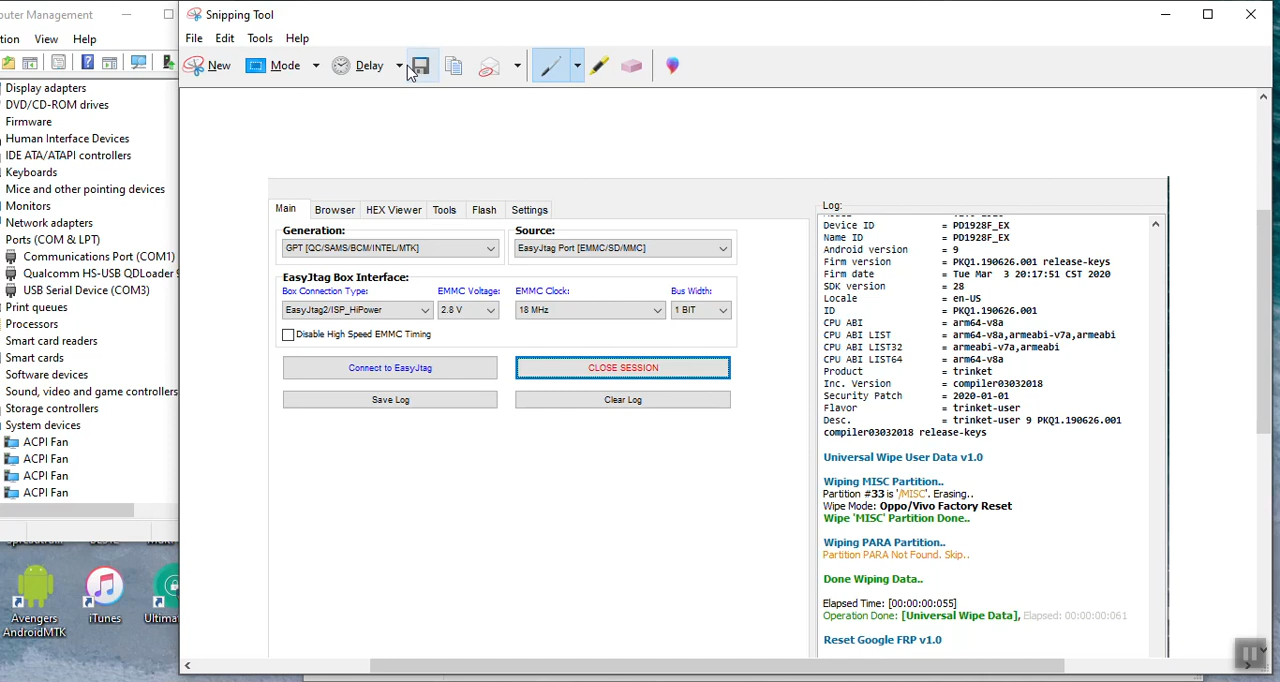 outer Management
Snipping Tool
tion View Help
File Edit Tools Help
New Mode Delay
Display adapters
DVD/CD-ROM drives
Firmware
Human Interface Devices
IDE ATA/ATAPI controllers
Keyboards
Mice and other pointing devices
Monitors
Network adapters
Ports (COM & LPT)
Communications Port (COM1)
Qualcomm HS-USB QDLoader 9
USB Serial Device (COM3)
Print queues
Processors
Smart card readers
Smart cards
Software devices
Sound, video and game controllers
Storage controllers
System devices
ACPI Fan
ACPI Fan
ACPI Fan
ACPI Fan
Avengers
AndroidMTK
iTunes
Ultima
Main Browser HEX Viewer Tools Flash Settings
Generation: Source:
GPT [QC/SAMS/BCM/INTEL/MTK] EasyJtag Port [EMMC/SD/MMC]
EasyJtag Box Interface:
Box Connection Type: EMMC Voltage: EMMC Clock: Bus Width:
EasyJtag2/ISP_HiPower 2.8 V 18 MHz 1 BIT
Disable High Speed EMMC Timing
Connect to EasyJtag CLOSE SESSION
Save Log Clear Log
Log:
Device ID = PD1928F_EX
Name ID = PD1928F_EX
Android version = 9
Firm version = PKQ1.190626.001 release-keys
Firm date = Tue Mar 3 20:17:51 CST 2020
SDK version = 28
Locale = en-US
ID = PKQ1.190626.001
CPU ABI = arm64-v8a
CPU ABI LIST = arm64-v8a,armeabi-v7a,armeabi
CPU ABI LIST32 = armeabi-v7a,armeabi
CPU ABI LIST64 = arm64-v8a
Product = trinket
Inc. Version = compiler03032018
Security Patch = 2020-01-01
Flavor = trinket-user
Desc. = trinket-user 9 PKQ1.190626.001
compiler03032018 release-keys
Universal Wipe User Data v1.0
Wiping MISC Partition..
Partition #33 is '/MISC'. Erasing..
Wipe Mode: Oppo/Vivo Factory Reset
Wipe 'MISC' Partition Done..
Wiping PARA Partition..
Partition PARA Not Found. Skip..
Done Wiping Data..
Elapsed Time: [00:00:00:055]
Operation Done: [Universal Wipe Data], Elapsed: 00:00:00:061
Reset Google FRP v1.0